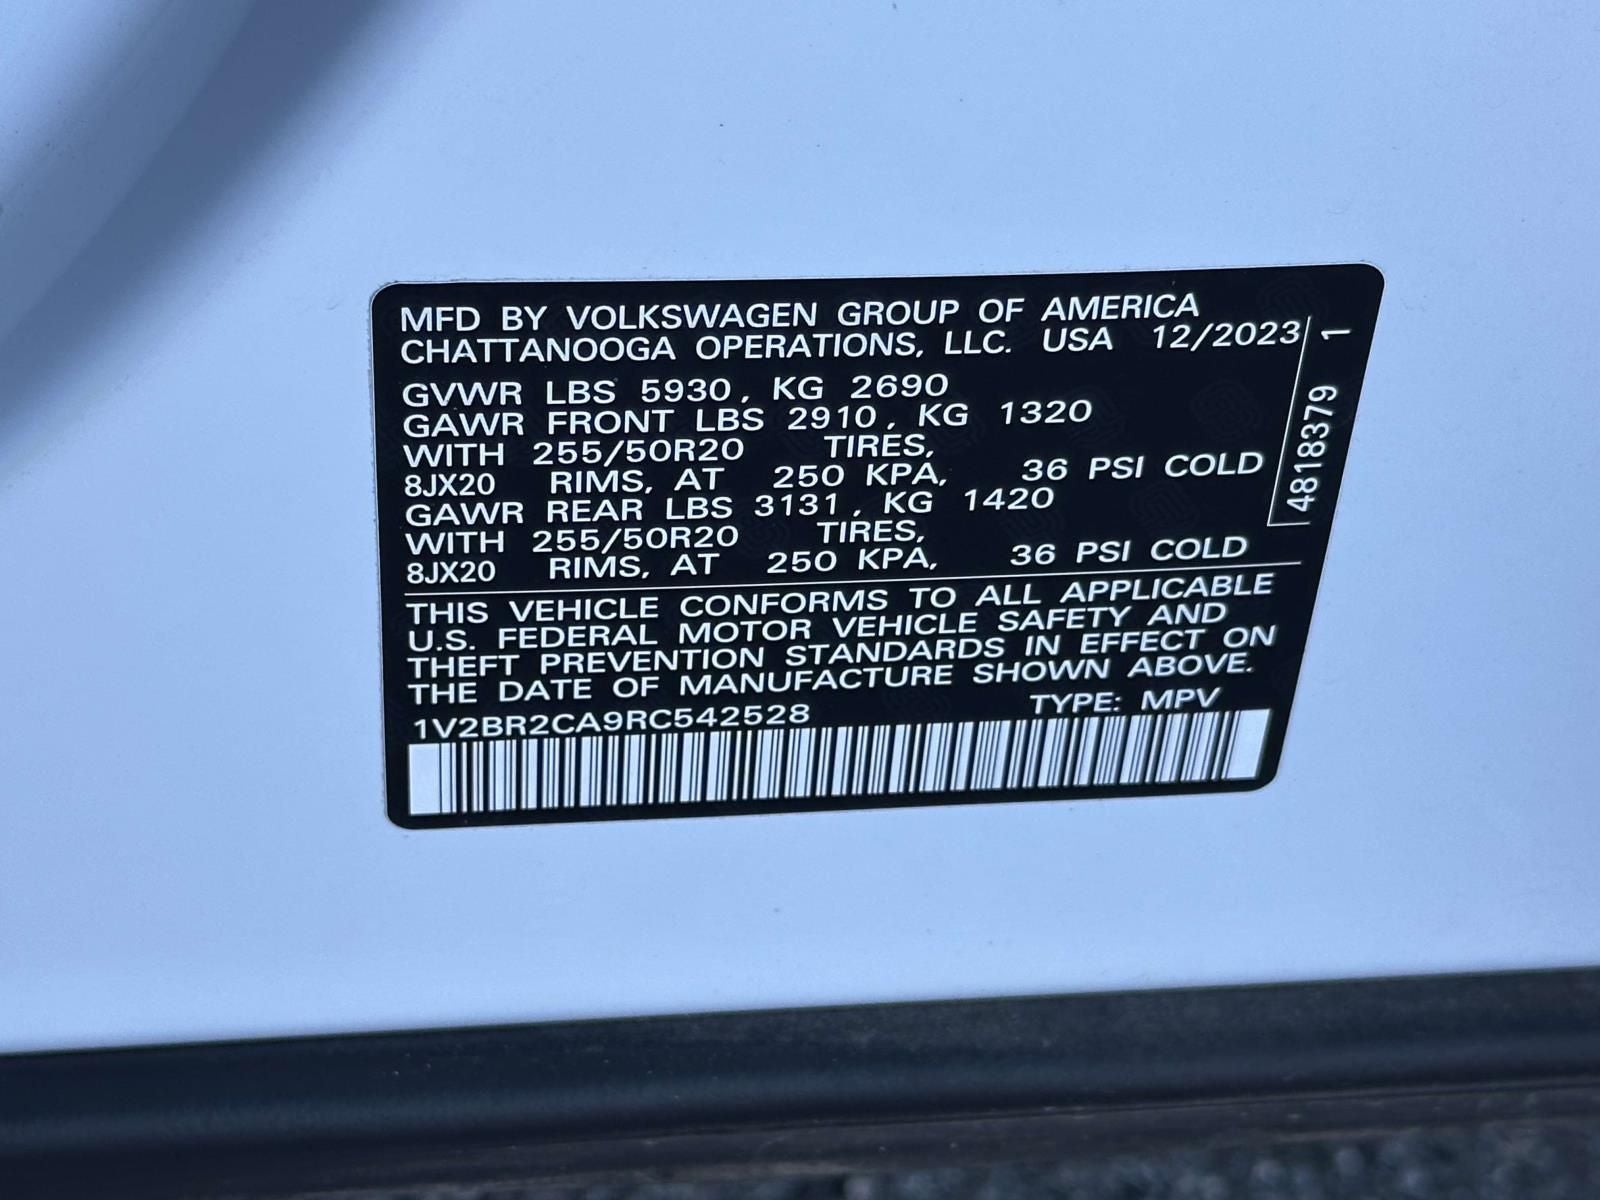 MFD BY VOLKSWAGEN GROUP OF AMERICA
CHATTANOOGA OPERATIONS, LLC. USA 12/2023
GVWR LBS 5930, KG 2690
GAWR FRONT LBS 2910, KG 1320
WITH 255/50R20 TIRES,
8JX20 RIMS, AT 250 KPA, 36 PSI COLD
GAWR REAR LBS 3131, KG 1420
WITH 255/50R20 TIRES,
8JX20 RIMS, AT 250 KPA, 36 PSI COLD
THIS VEHICLE CONFORMS TO ALL APPLICABLE
U.S. FEDERAL MOTOR VEHICLE SAFETY AND
THEFT PREVENTION STANDARDS IN EFFECT ON
THE DATE OF MANUFACTURE SHOWN ABOVE.
1V2BR2CA9RC542528 TYPE: MPV
4818379 1